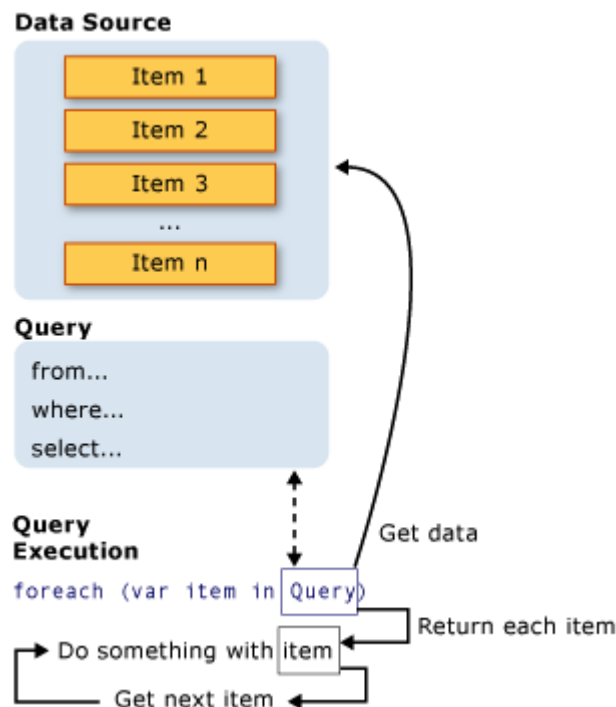 Data Source
Item 1
Item 2
Item 3
...
Item n
Query
from...
where...
select...
Query
Execution
Get data
foreach (var item in Query)
Return each item
Do something with item
Get next item